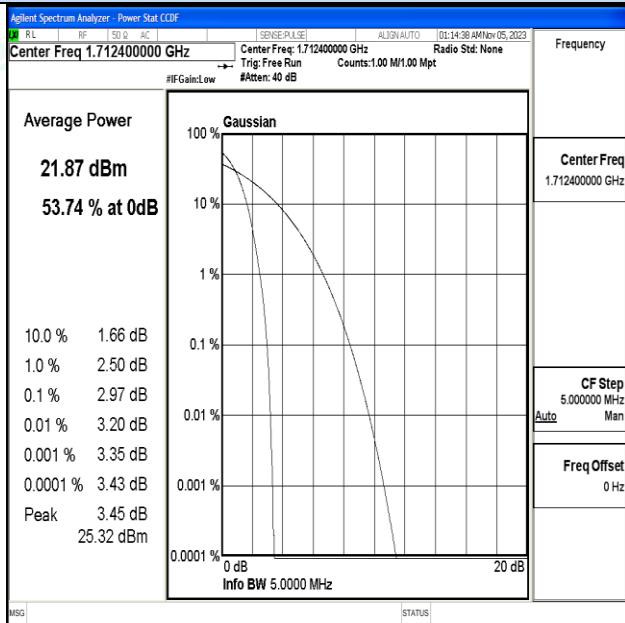 Agilent Spectrum Analyzer - Power Stat CCDF
LXI RL RF 50 Ω AC SENSE:PULSE ALIGNAUTO 01:14:38 AM Nov 05, 2023
Center Freq 1.712400000 GHz
Center Freq: 1.712400000 GHz Radio Std: None
Trig: Free Run Counts:1.00 M/1.00 Mpt
#IFGain:Low #Atten: 40 dB
Frequency
Average Power
21.87 dBm
53.74 % at 0dB
10.0 % 1.66 dB
1.0 % 2.50 dB
0.1 % 2.97 dB
0.01 % 3.20 dB
0.001 % 3.35 dB
0.0001 % 3.43 dB
Peak 3.45 dB
25.32 dBm
Gaussian
100 %
10 %
1 %
0.1 %
0.01 %
0.001 %
0.0001 %
0 dB 20 dB
Info BW 5.0000 MHz
Center Freq
1.712400000 GHz
CF Step
5.000000 MHz
Auto Man
Freq Offset
0 Hz
MSG STATUS